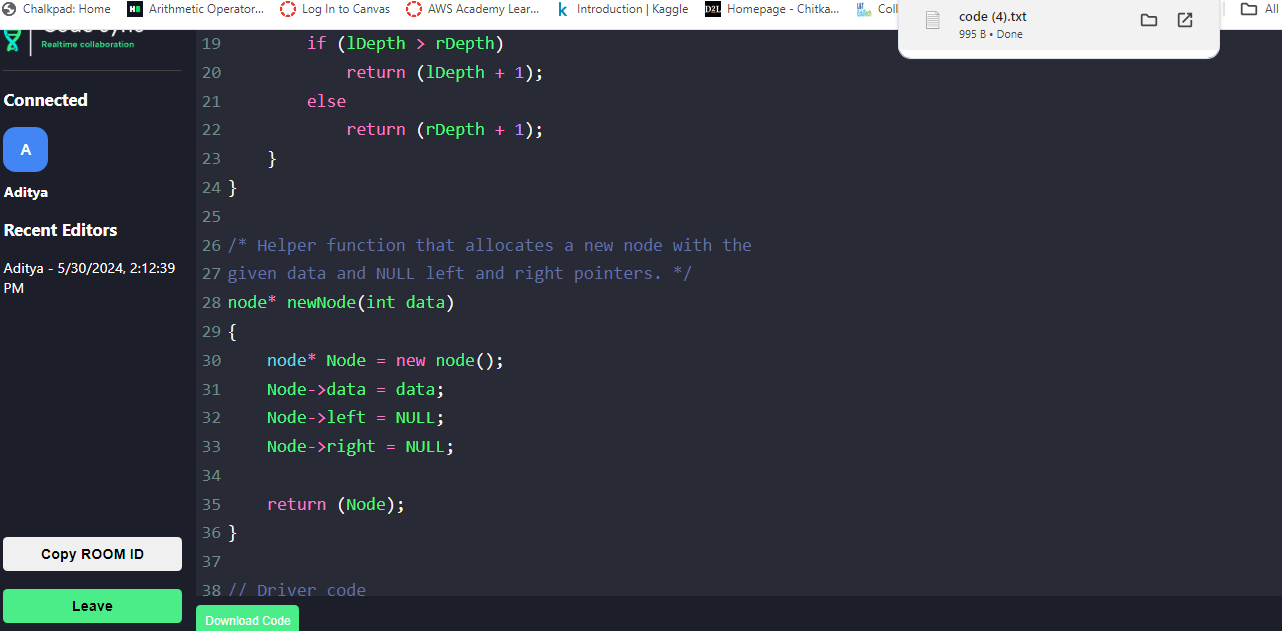 Chalkpad: Home
Arithmetic Operator...
Log In to Canvas
AWS Academy Lear...
k Introduction | Kaggle
D2L Homepage - Chitka...
Coll
All
code (4).txt
995 B • Done
Code Sync
Realtime collaboration
Connected
A
Aditya
Recent Editors
Aditya - 5/30/2024, 2:12:39
PM
Copy ROOM ID
Leave
19         if (lDepth > rDepth)
20             return (lDepth + 1);
21         else
22             return (rDepth + 1);
23     }
24 }
25
26 /* Helper function that allocates a new node with the
27 given data and NULL left and right pointers. */
28 node* newNode(int data)
29 {
30     node* Node = new node();
31     Node->data = data;
32     Node->left = NULL;
33     Node->right = NULL;
34
35     return (Node);
36 }
37
38 // Driver code
Download Code